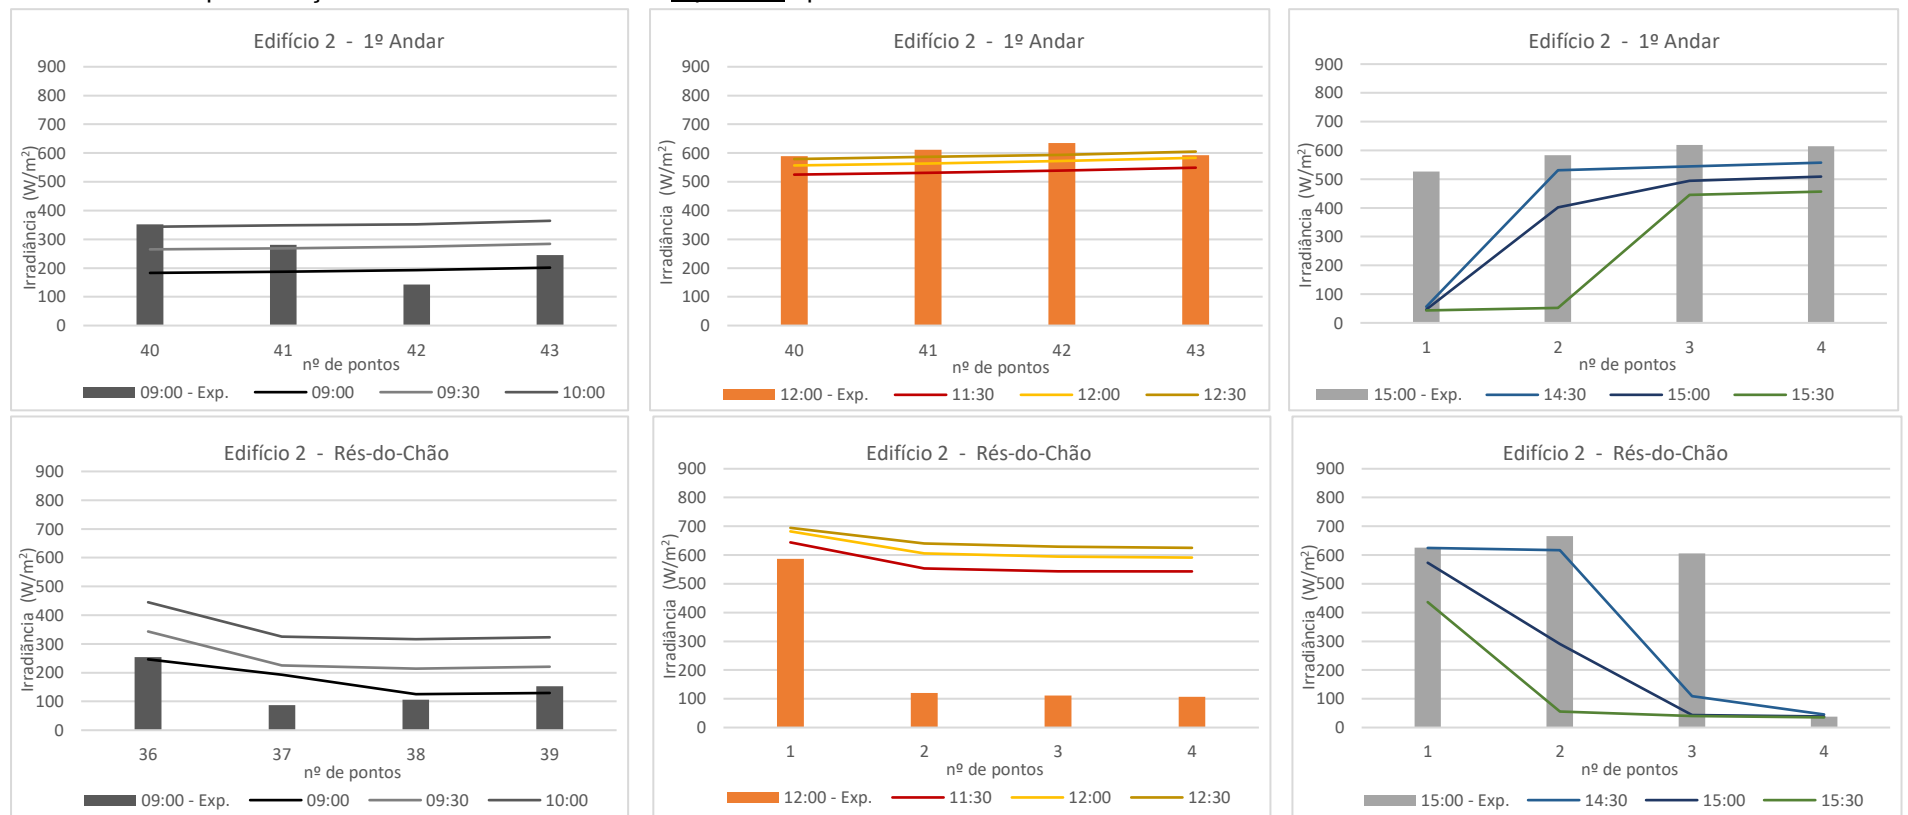 Edifício 2 - 1º Andar
900
800
700
600
500
400
300
200
100
0
Irradiância (W/m²)
40 41 42 43
nº de pontos
09:00 - Exp. 09:00 09:30 10:00
Edifício 2 - 1º Andar
900
800
700
600
500
400
300
200
100
0
Irradiância (W/m²)
40 41 42 43
nº de pontos
12:00 - Exp. 11:30 12:00 12:30
Edifício 2 - 1º Andar
900
800
700
600
500
400
300
200
100
0
Irradiância (W/m²)
1 2 3 4
nº de pontos
15:00 - Exp. 14:30 15:00 15:30
Edifício 2 - Rés-do-Chão
900
800
700
600
500
400
300
200
100
0
Irradiância (W/m²)
36 37 38 39
nº de pontos
09:00 - Exp. 09:00 09:30 10:00
Edifício 2 - Rés-do-Chão
900
800
700
600
500
400
300
200
100
0
Irradiância (W/m²)
1 2 3 4
nº de pontos
12:00 - Exp. 11:30 12:00 12:30
Edifício 2 - Rés-do-Chão
900
800
700
600
500
400
300
200
100
0
Irradiância (W/m²)
1 2 3 4
nº de pontos
15:00 - Exp. 14:30 15:00 15:30